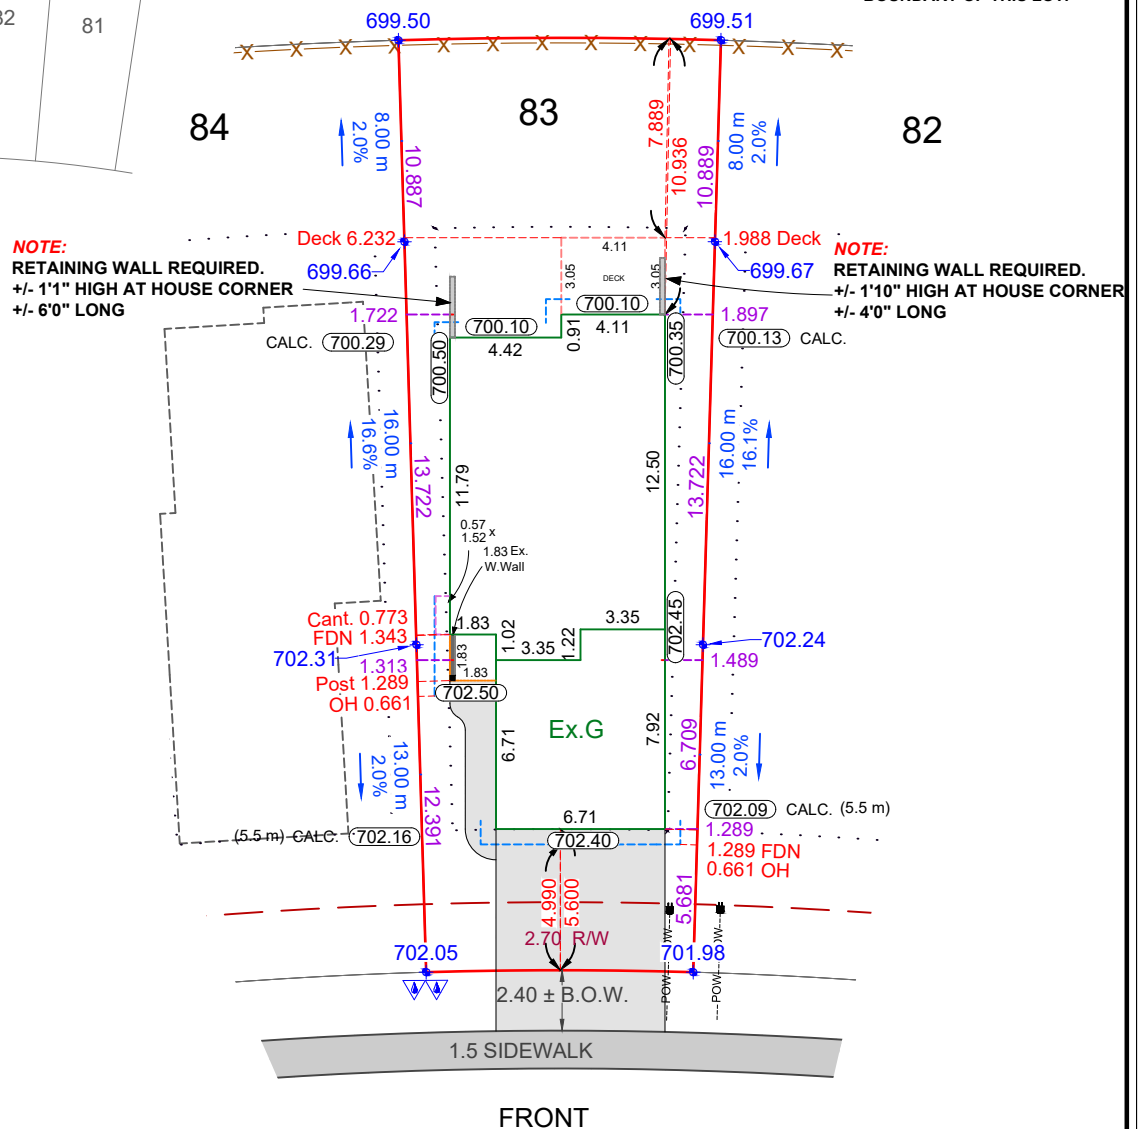 82
81
699.50
699.51
84
83
82
8.00 m
2.0%
10.887
7.889
10.936
10.889
8.00 m
2.0%
NOTE:
RETAINING WALL REQUIRED.
+/- 1'1" HIGH AT HOUSE CORNER
+/- 6'0" LONG
Deck 6.232
699.66
4.11
3.05
DECK
3.05
1.988 Deck
699.67
NOTE:
RETAINING WALL REQUIRED.
+/- 1'10" HIGH AT HOUSE CORNER
+/- 4'0" LONG
1.722
700.10
700.10
1.897
CALC. 700.29
700.50
4.42
0.91
4.11
700.35
700.13 CALC.
16.00 m
16.6%
13.722
11.79
12.50
13.722
16.00 m
16.1%
0.57
1.52 x
1.83 Ex.
W.Wall
Cant. 0.773
FDN 1.343
702.31
1.313
Post 1.289
OH 0.661
1.83
1.02
3.35
1.22
3.35
702.45
1.83
1.83
702.50
702.24
1.489
13.00 m
2.0%
12.391
6.71
Ex.G
7.92
6.709
13.00 m
2.0%
(5.5 m) CALC. 702.16
6.71
702.40
702.09 CALC. (5.5 m)
1.289
1.289 FDN
0.661 OH
4.990
5.600
5.681
2.70 R/W
702.05
701.98
2.40 ± B.O.W.
1.5 SIDEWALK
FRONT